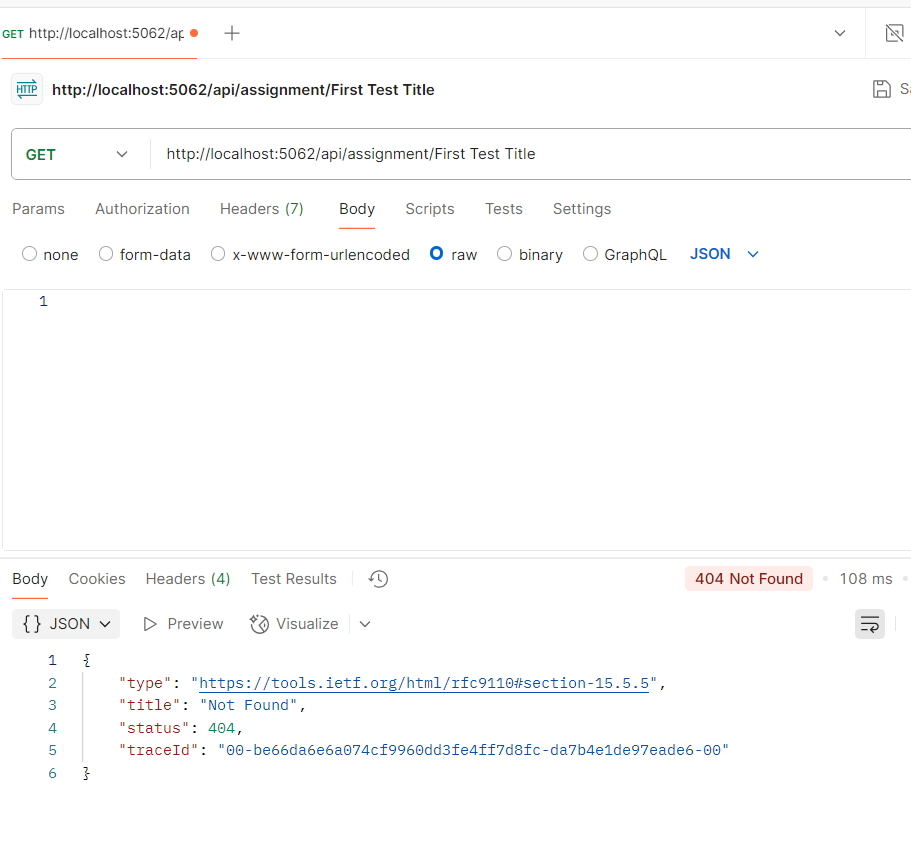 GET http://localhost:5062/ap
HTTP http://localhost:5062/api/assignment/First Test Title
GET http://localhost:5062/api/assignment/First Test Title
Params Authorization Headers (7) Body Scripts Tests Settings
none form-data x-www-form-urlencoded raw binary GraphQL JSON
1
Body Cookies Headers (4) Test Results 404 Not Found 108 ms
{} JSON Preview Visualize
1 {
2 "type": "https://tools.ietf.org/html/rfc9110#section-15.5.5",
3 "title": "Not Found",
4 "status": 404,
5 "traceId": "00-be66da6e6a074cf9960dd3fe4ff7d8fc-da7b4e1de97eade6-00"
6 }